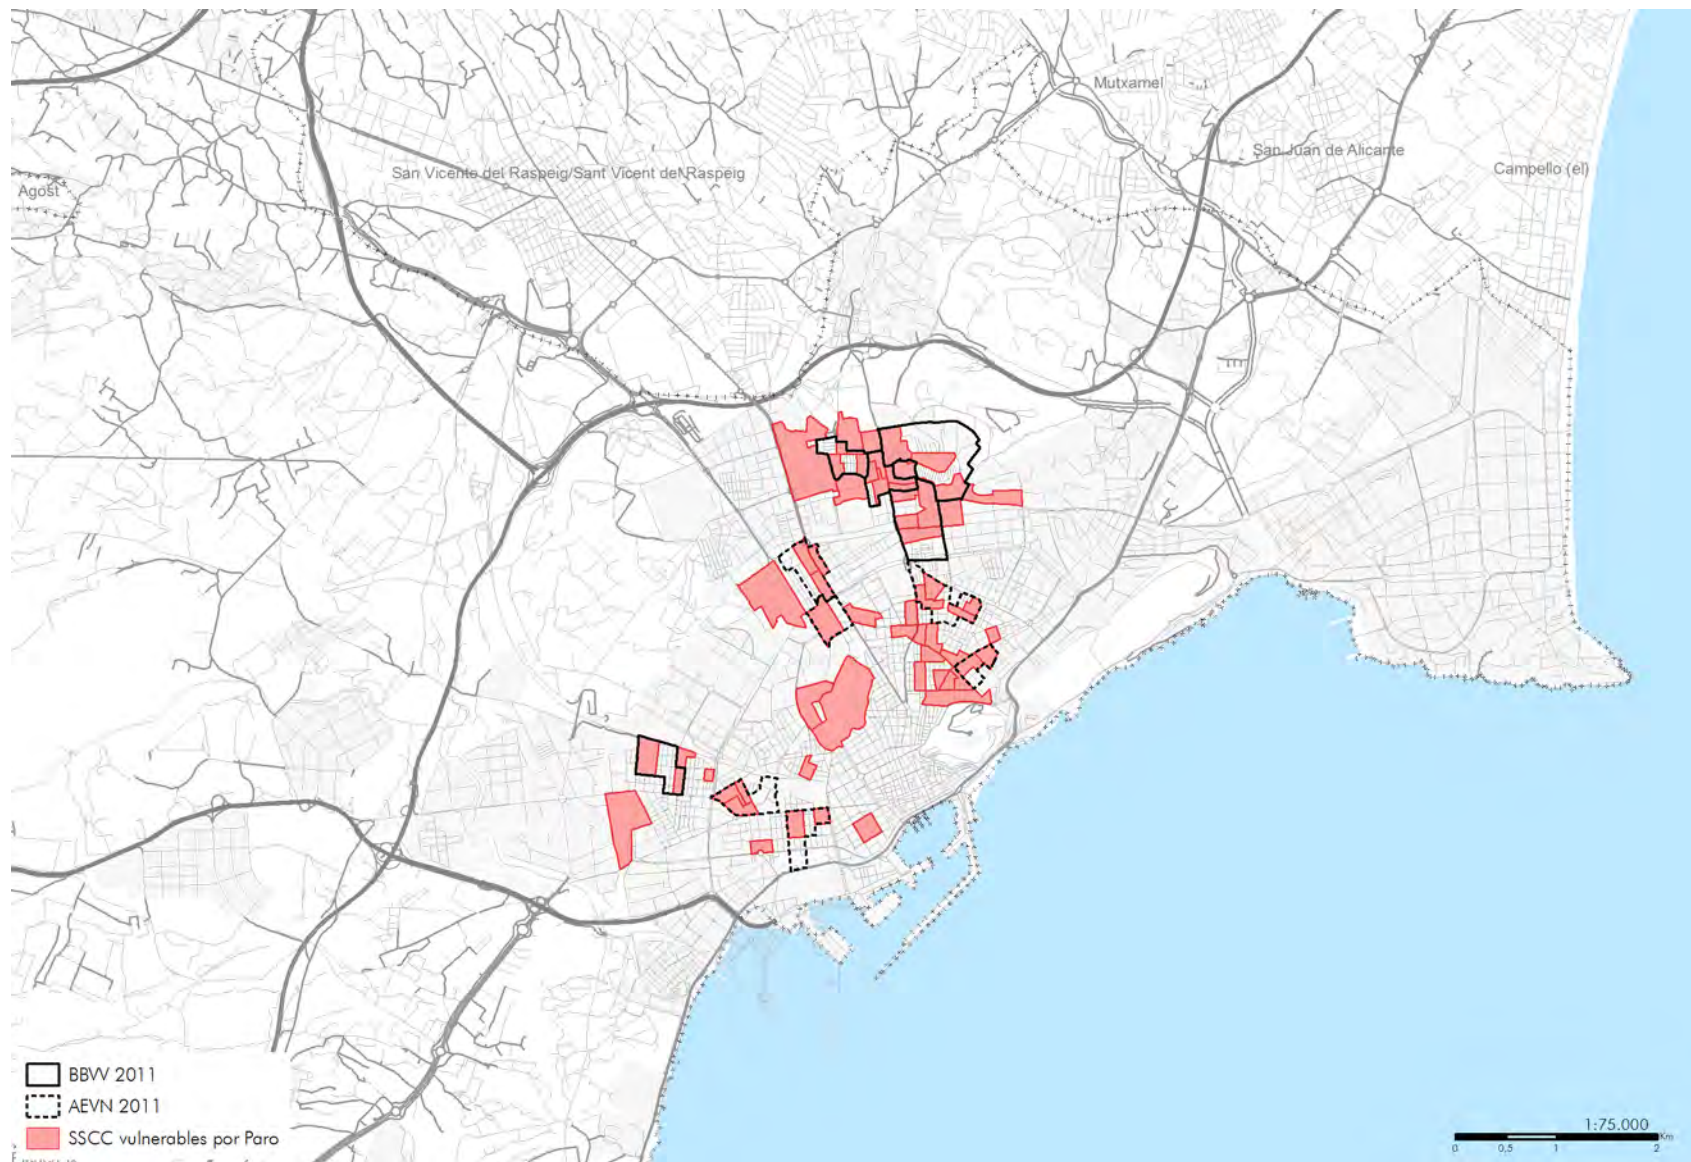 Mutxamel
San Juan de Alicante
Campello (el)
San Vicente del Raspeig/Sant Vicent del Raspeig
Agost
BBVV 2011
AEVN 2011
SSCC vulnerables por Paro
1:75.000
Km
0 0,5 1 2